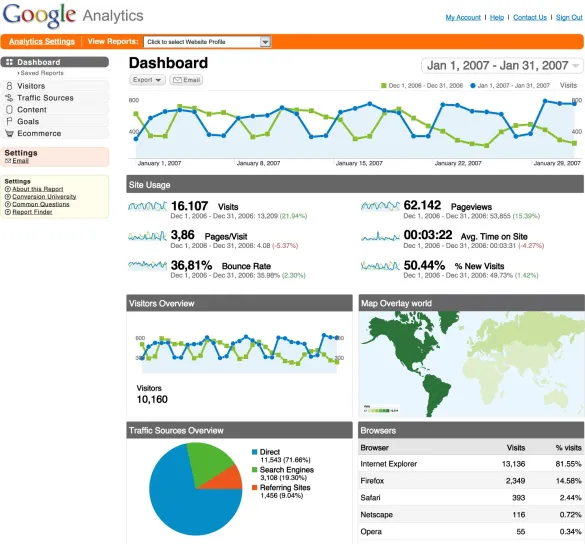 Google Analytics
My Account | Help | Contact Us | Sign Out
Analytics Settings | View Reports: Click to select Website Profile
Dashboard
Saved Reports
Visitors
Traffic Sources
Content
Goals
Ecommerce
Settings
Email
Settings
About this Report
Conversion University
Common Questions
Report Finder
Dashboard
Jan 1, 2007 - Jan 31, 2007
Export
Email
Dec 1, 2006 - Dec 31, 2006 Jan 1, 2007 - Jan 31, 2007 Visits
800 800
400 400
January 1, 2007 January 8, 2007 January 15, 2007 January 22, 2007 January 29, 2007
Site Usage
16.107 Visits
Dec 1, 2006 - Dec 31, 2006: 13,209 (21.94%)
62.142 Pageviews
Dec 1, 2006 - Dec 31, 2006: 53,855 (15.39%)
3,86 Pages/Visit
Dec 1, 2006 - Dec 31, 2006: 4.08 (-5.37%)
00:03:22 Avg. Time on Site
Dec 1, 2006 - Dec 31, 2006: 00:03:31 (-4.27%)
36,81% Bounce Rate
Dec 1, 2006 - Dec 31, 2006: 35.98% (2.30%)
50.44% % New Visits
Dec 1, 2006 - Dec 31, 2006: 49.73% (1.42%)
Visitors Overview
600 600
300 300
Visitors
10,160
Map Overlay world
Traffic Sources Overview
Direct
11,543 (71.66%)
Search Engines
3,108 (19.30%)
Referring Sites
1,456 (9.04%)
Browsers
Browser Visits % visits
Internet Explorer 13,136 81.55%
Firefox 2,349 14.58%
Safari 393 2.44%
Netscape 116 0.72%
Opera 55 0.34%